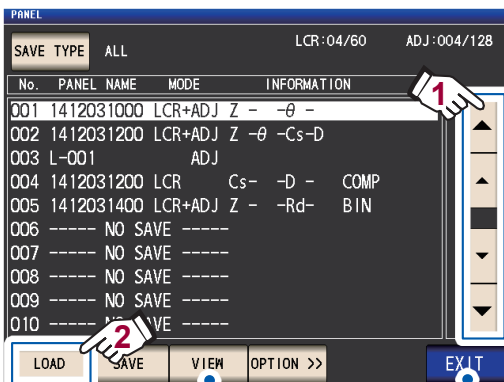 PANEL
SAVE TYPE ALL LCR:04/60 ADJ:004/128
No. PANEL NAME MODE INFORMATION
001 1412031000 LCR+ADJ Z - -θ -
002 1412031200 LCR+ADJ Z -θ -Cs-D
003 L-001 ADJ
004 1412031200 LCR Cs- -D - COMP
005 1412031400 LCR+ADJ Z - -Rd- BIN
006 ----- NO SAVE -----
007 ----- NO SAVE -----
008 ----- NO SAVE -----
009 ----- NO SAVE -----
010 ----- NO SAVE -----
1
2
LOAD SAVE VIEW OPTION >> EXIT